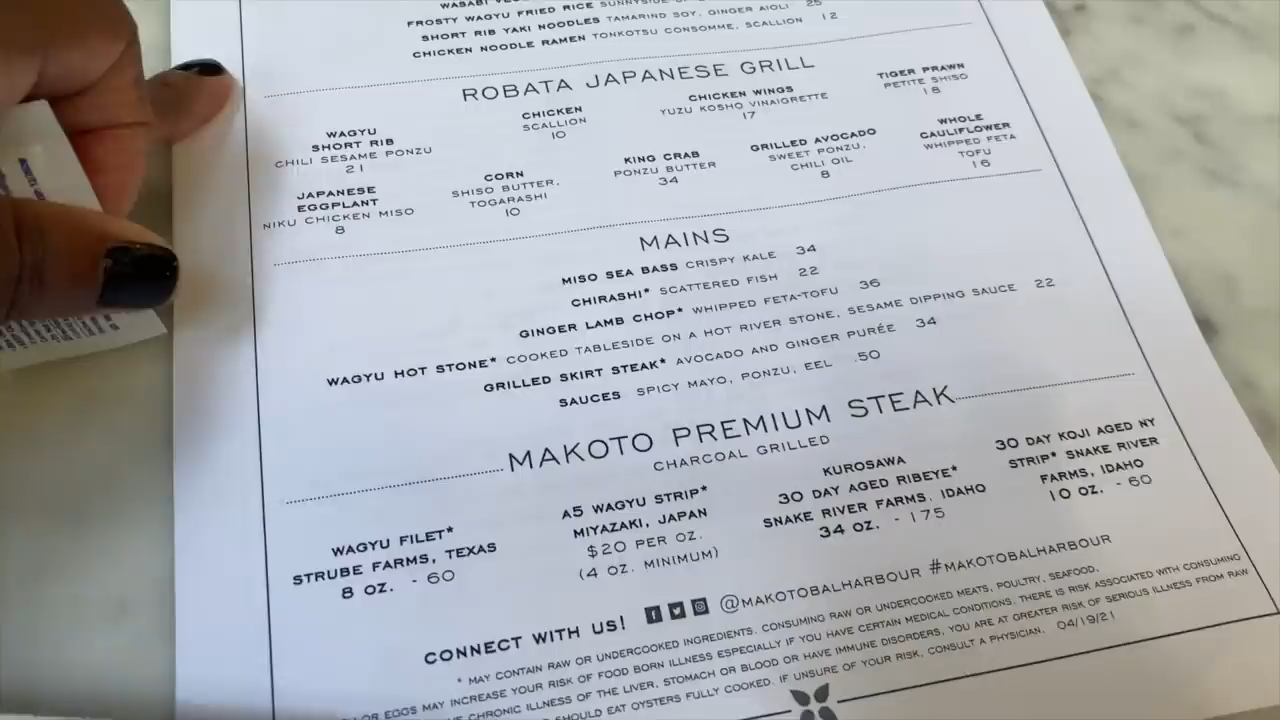 WASABI
FROSTY WAGYU FRIED RICE SUNNYSIDE 25
SHORT RIB YAKI NOODLES TAMARIND SOY, GINGER AIOLI
CHICKEN NOODLE RAMEN TONKOTSU CONSOMME, SCALLION 12
ROBATA JAPANESE GRILL
WAGYU
SHORT RIB
CHILI SESAME PONZU
21
CHICKEN
SCALLION
10
CHICKEN WINGS
YUZU KOSHO VINAIGRETTE
17
TIGER PRAWN
PETITE SHISO
18
JAPANESE
EGGPLANT
NIKU CHICKEN MISO
8
CORN
SHISO BUTTER,
TOGARASHI
10
KING CRAB
PONZU BUTTER
34
GRILLED AVOCADO
SWEET PONZU,
CHILI OIL
8
WHOLE
CAULIFLOWER
WHIPPED FETA
TOFU
16
MAINS
MISO SEA BASS CRISPY KALE 34
CHIRASHI* SCATTERED FISH 22
GINGER LAMB CHOP* WHIPPED FETA-TOFU 36
WAGYU HOT STONE* COOKED TABLESIDE ON A HOT RIVER STONE, SESAME DIPPING SAUCE 22
GRILLED SKIRT STEAK* AVOCADO AND GINGER PURÉE 34
SAUCES SPICY MAYO, PONZU, EEL .50
MAKOTO PREMIUM STEAK
CHARCOAL GRILLED
WAGYU FILET*
STRUBE FARMS, TEXAS
8 OZ. - 60
A5 WAGYU STRIP*
MIYAZAKI, JAPAN
$20 PER OZ.
(4 OZ. MINIMUM)
KUROSAWA
30 DAY AGED RIBEYE*
SNAKE RIVER FARMS, IDAHO
34 OZ. - 175
30 DAY KOJI AGED NY
STRIP* SNAKE RIVER
FARMS, IDAHO
10 OZ. - 60
CONNECT WITH US! @MAKOTOBALHARBOUR #MAKOTOBALHARBOUR
* MAY CONTAIN RAW OR UNDERCOOKED INGREDIENTS. CONSUMING RAW OR UNDERCOOKED MEATS, POULTRY, SEAFOOD,
OR EGGS MAY INCREASE YOUR RISK OF FOOD BORN ILLNESS ESPECIALLY IF YOU HAVE CERTAIN MEDICAL CONDITIONS. THERE IS RISK ASSOCIATED WITH CONSUMING
CHRONIC ILLNESS OF THE LIVER, STOMACH OR BLOOD OR HAVE IMMUNE DISORDERS, YOU ARE AT GREATER RISK OF SERIOUS ILLNESS FROM RAW
SHOULD EAT OYSTERS FULLY COOKED. IF UNSURE OF YOUR RISK, CONSULT A PHYSICIAN. 04/19/21